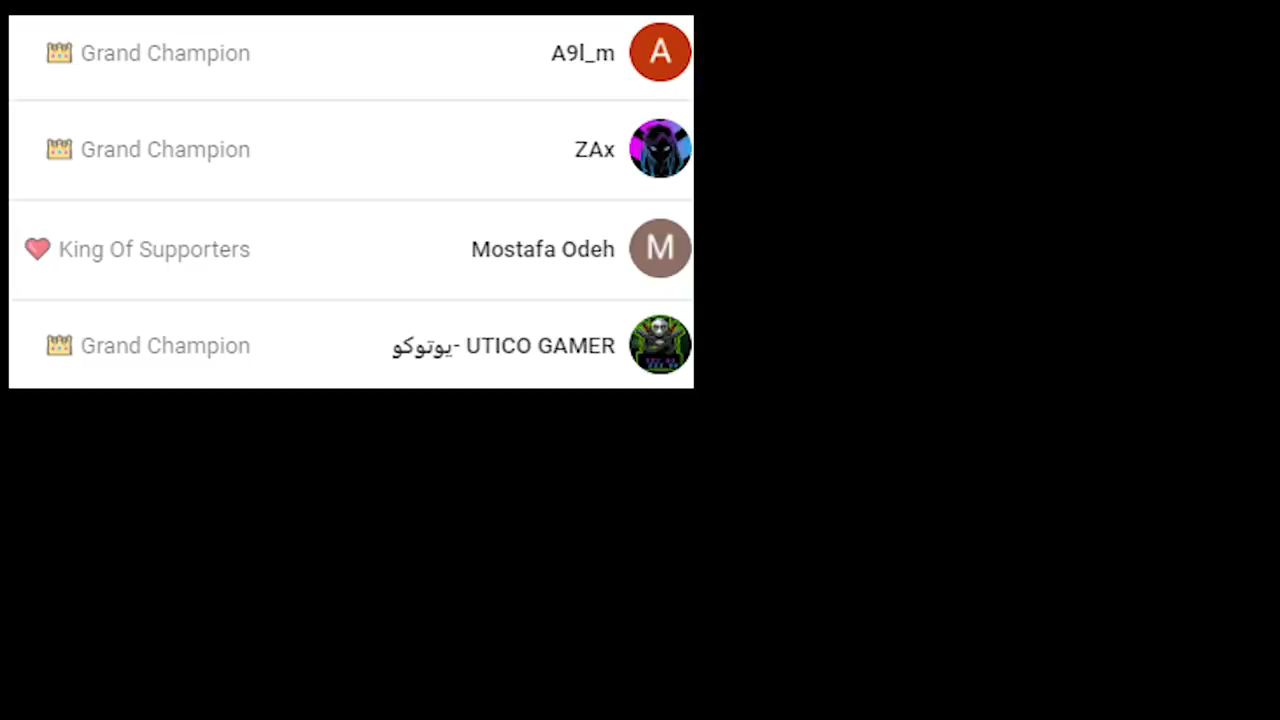 👑 Grand Champion A9l_m A
👑 Grand Champion ZAx
❤️ King Of Supporters Mostafa Odeh M
👑 Grand Champion يوتوكو- UTICO GAMER